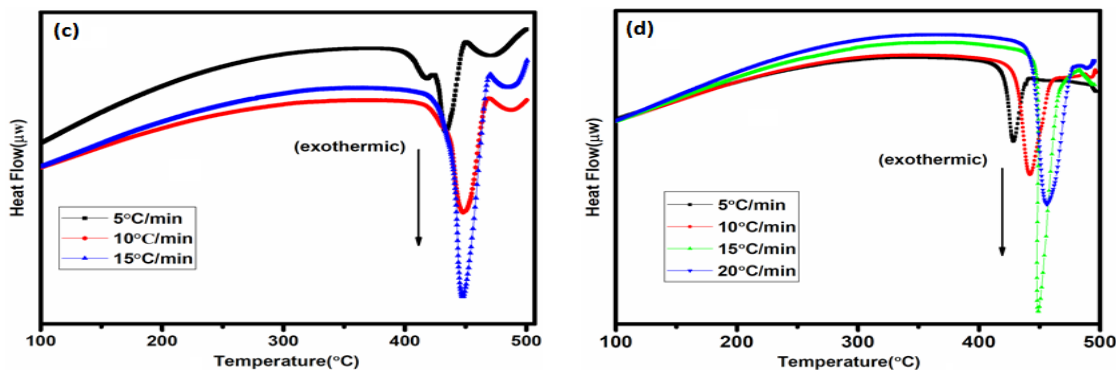 (c)
Heat Flow(μw)
(exothermic)
5°C/min
10°C/min
15°C/min
100 200 300 400 500
Temperature(°C)
(d)
Heat Flow(μw)
(exothermic)
5°C/min
10°C/min
15°C/min
20°C/min
100 200 300 400 500
Temperature(°C)